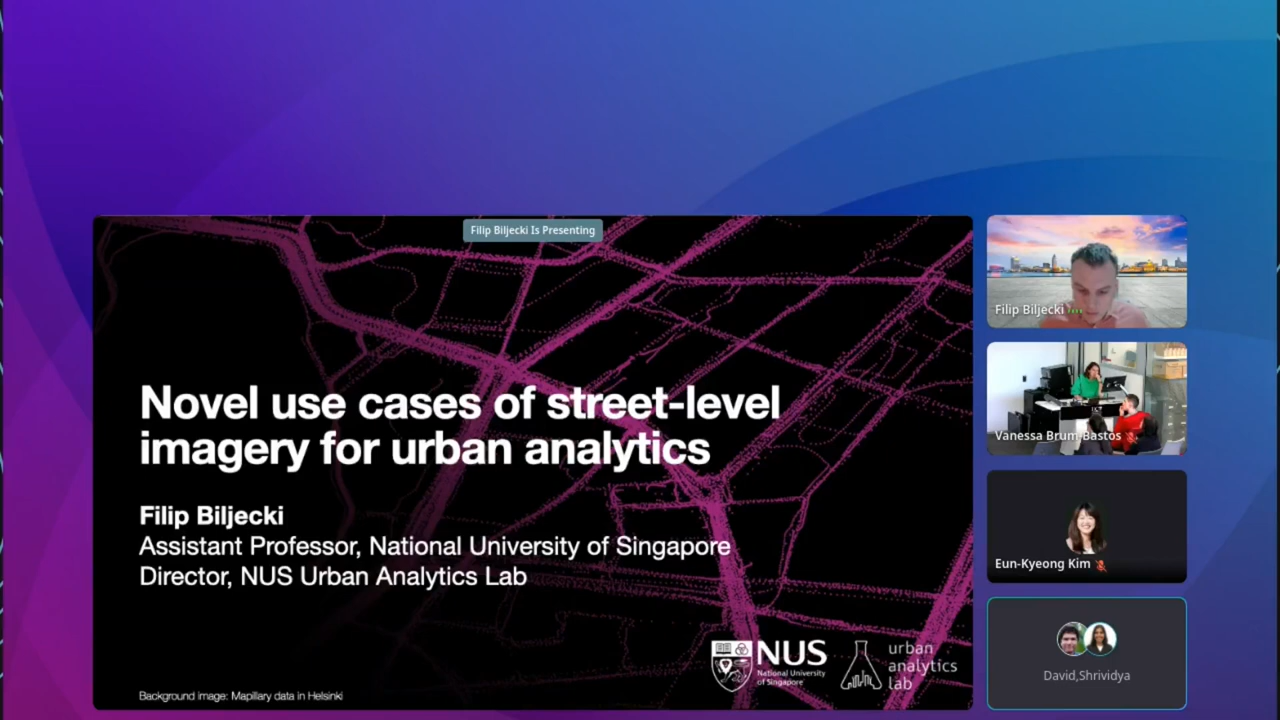 Filip Biljecki Is Presenting
Novel use cases of street-level
imagery for urban analytics
Filip Biljecki
Assistant Professor, National University of Singapore
Director, NUS Urban Analytics Lab
NUS
National University
of Singapore
urban
analytics
lab
Background image: Mapillary data in Helsinki
Filip Biljecki
Vanessa Brum Bastos
Eun-Kyeong Kim
David,Shrividya